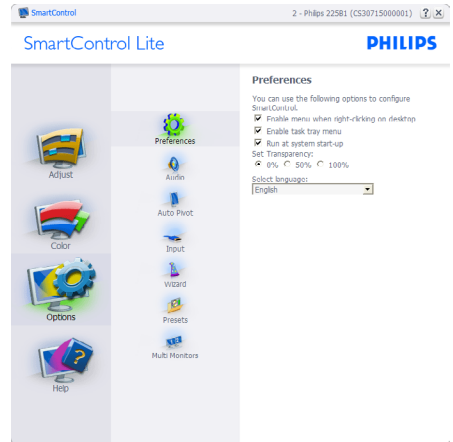 SmartControl
2 - Philips 225B1 (CS30715000001)
SmartControl Lite
PHILIPS
Adjust
Color
Options
Help
Preferences
Audio
Auto Pivot
Input
Wizard
Presets
Multi Monitors
Preferences
You can use the following options to configure
SmartControl.
Enable menu when right-clicking on desktop
Enable task tray menu
Run at system start-up
Set Transparency:
0% 50% 100%
Select language:
English